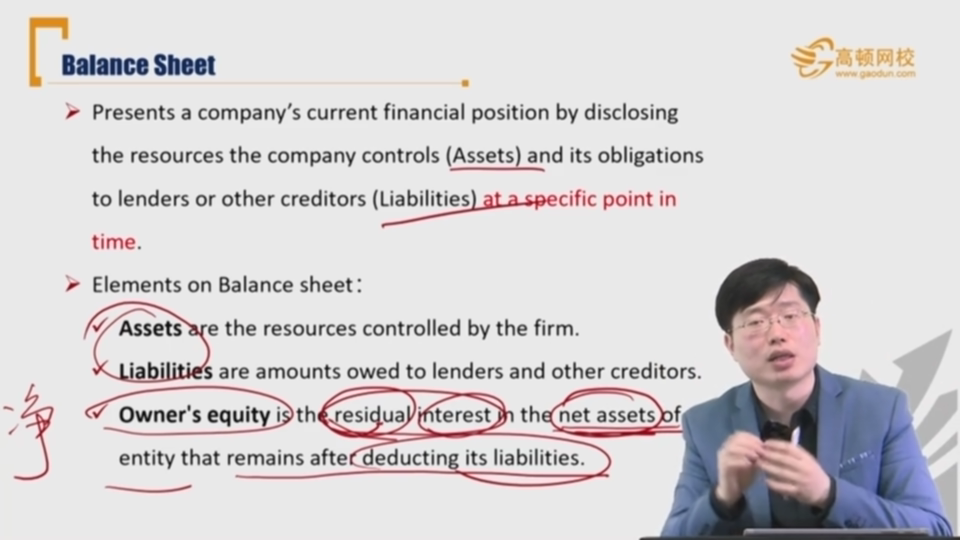 Balance Sheet
高顿网校
www.gaodun.com
Presents a company's current financial position by disclosing
the resources the company controls (Assets) and its obligations
to lenders or other creditors (Liabilities) at a specific point in
time.
Elements on Balance sheet：
Assets are the resources controlled by the firm.
Liabilities are amounts owed to lenders and other creditors.
Owner's equity is the residual interest in the net assets of
entity that remains after deducting its liabilities.
净